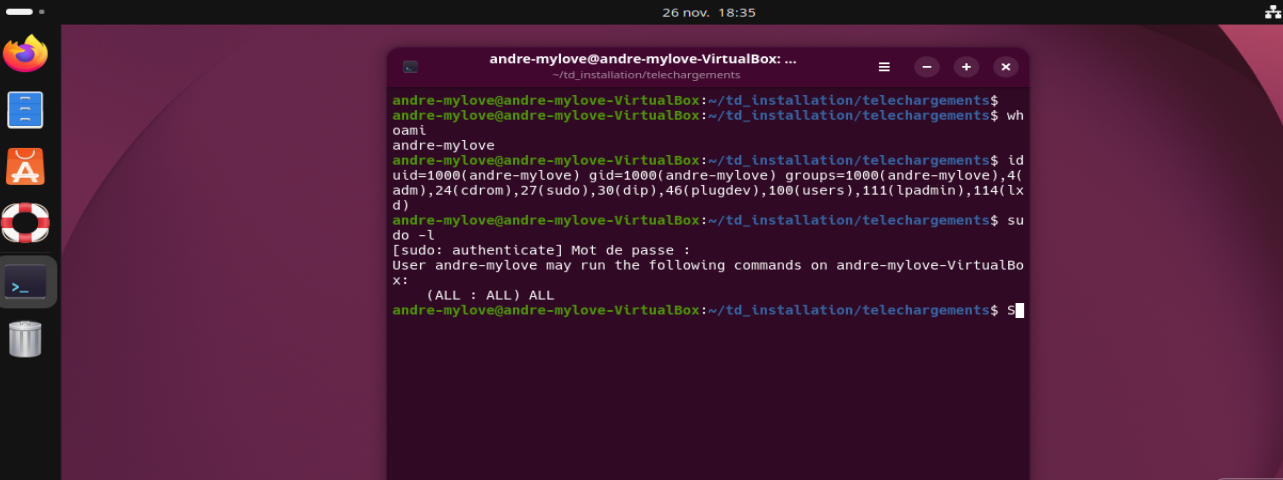 26 nov. 18:35
andre-mylove@andre-mylove-VirtualBox: ...
~/td_installation/telechargements
andre-mylove@andre-mylove-VirtualBox:~/td_installation/telechargements$
andre-mylove@andre-mylove-VirtualBox:~/td_installation/telechargements$ wh
oami
andre-mylove
andre-mylove@andre-mylove-VirtualBox:~/td_installation/telechargements$ id
uid=1000(andre-mylove) gid=1000(andre-mylove) groups=1000(andre-mylove),4(
adm),24(cdrom),27(sudo),30(dip),46(plugdev),100(users),111(lpadmin),114(lx
d)
andre-mylove@andre-mylove-VirtualBox:~/td_installation/telechargements$ su
do -l
[sudo: authenticate] Mot de passe :
User andre-mylove may run the following commands on andre-mylove-VirtualBo
x:
    (ALL : ALL) ALL
andre-mylove@andre-mylove-VirtualBox:~/td_installation/telechargements$ S